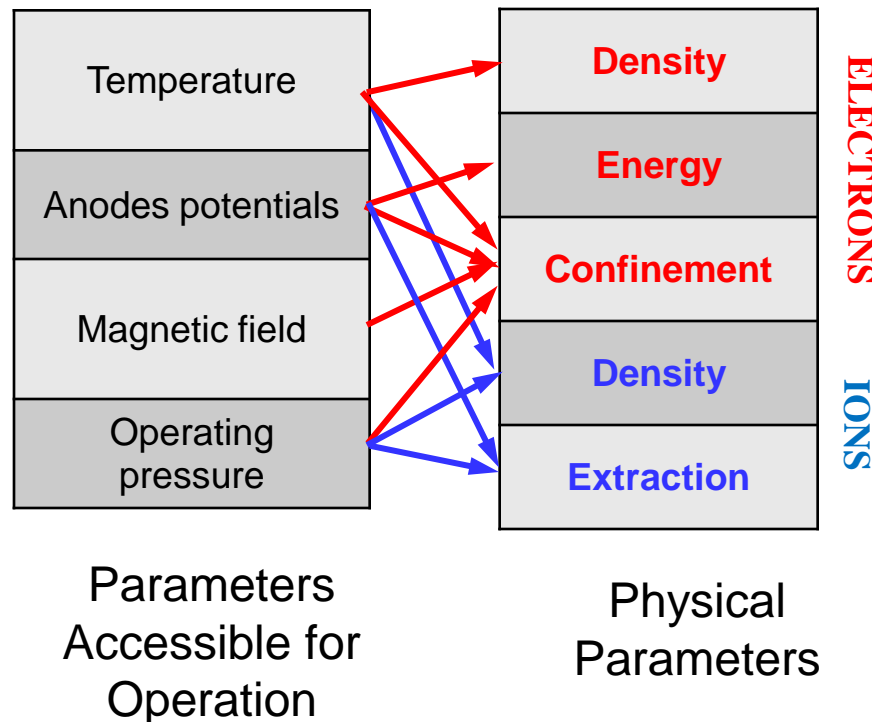 Temperature
Anodes potentials
Magnetic field
Operating
pressure
Density
Energy
Confinement
Density
Extraction
ELECTRONS
IONS
Parameters
Accessible for
Operation
Physical
Parameters